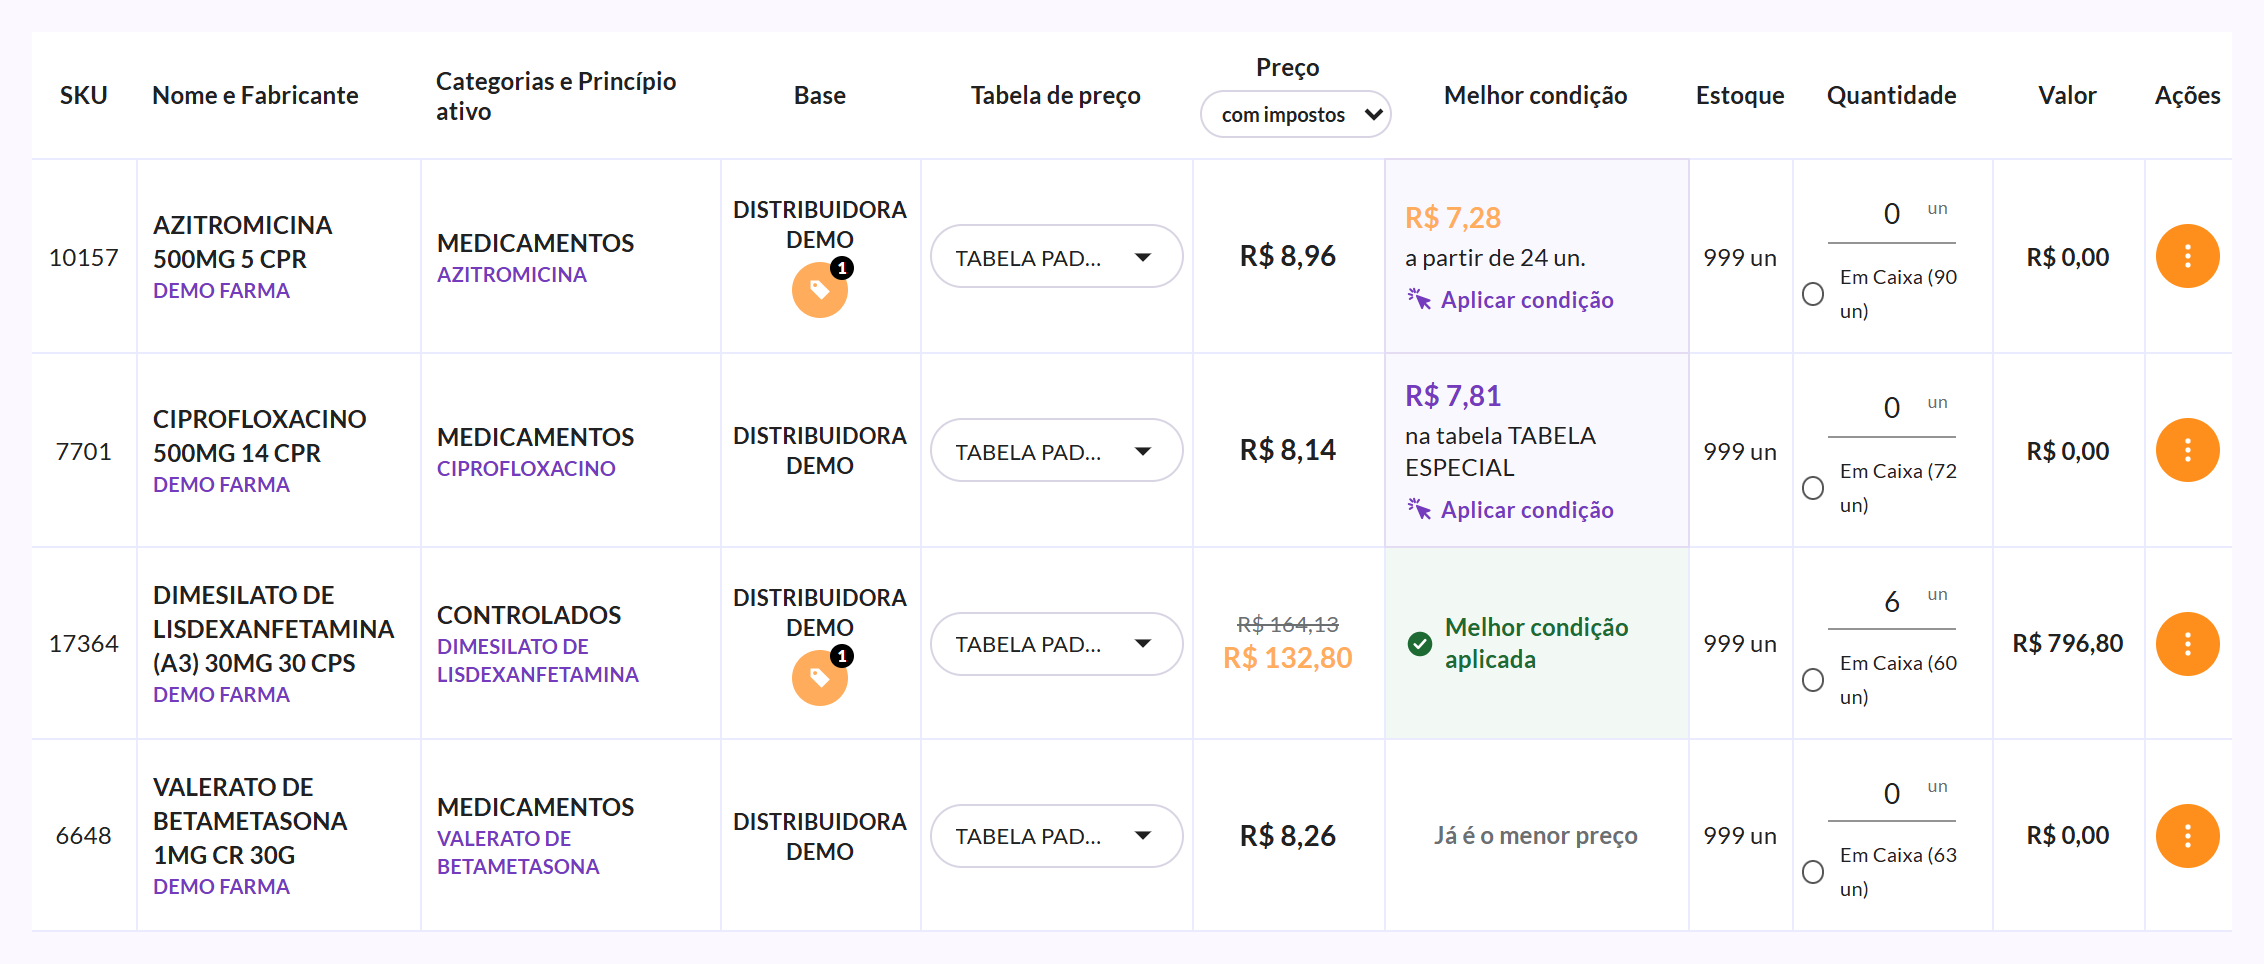 SKU
Nome e Fabricante
Categorias e Princípio
ativo
Base
Tabela de preço
Preço
com impostos
Melhor condição
Estoque
Quantidade
Valor
Ações
10157
AZITROMICINA
500MG 5 CPR
DEMO FARMA
MEDICAMENTOS
AZITROMICINA
DISTRIBUIDORA
DEMO
1
TABELA PAD...
R$ 8,96
R$ 7,28
a partir de 24 un.
Aplicar condição
999 un
0 un
Em Caixa (90
un)
R$ 0,00
7701
CIPROFLOXACINO
500MG 14 CPR
DEMO FARMA
MEDICAMENTOS
CIPROFLOXACINO
DISTRIBUIDORA
DEMO
TABELA PAD...
R$ 8,14
R$ 7,81
na tabela TABELA
ESPECIAL
Aplicar condição
999 un
0 un
Em Caixa (72
un)
R$ 0,00
17364
DIMESILATO DE
LISDEXANFETAMINA
(A3) 30MG 30 CPS
DEMO FARMA
CONTROLADOS
DIMESILATO DE
LISDEXANFETAMINA
DISTRIBUIDORA
DEMO
1
TABELA PAD...
R$ 164,13
R$ 132,80
Melhor condição
aplicada
999 un
6 un
Em Caixa (60
un)
R$ 796,80
6648
VALERATO DE
BETAMETASONA
1MG CR 30G
DEMO FARMA
MEDICAMENTOS
VALERATO DE
BETAMETASONA
DISTRIBUIDORA
DEMO
TABELA PAD...
R$ 8,26
Já é o menor preço
999 un
0 un
Em Caixa (63
un)
R$ 0,00